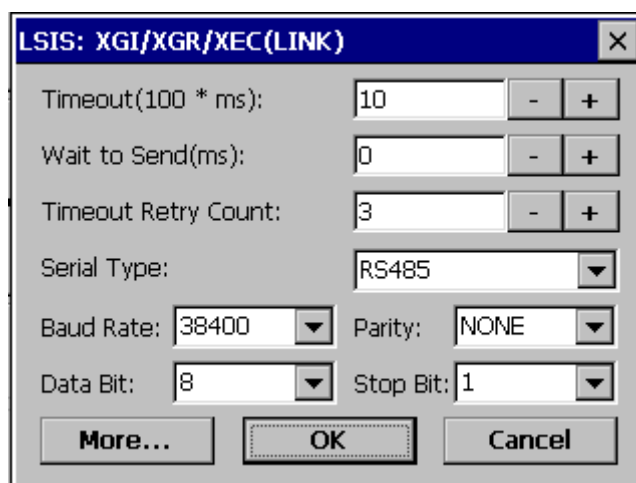 LSIS: XGI/XGR/XEC(LINK)
Timeout(100 * ms): 10 - +
Wait to Send(ms): 0 - +
Timeout Retry Count: 3 - +
Serial Type: RS485
Baud Rate: 38400 Parity: NONE
Data Bit: 8 Stop Bit: 1
More... OK Cancel